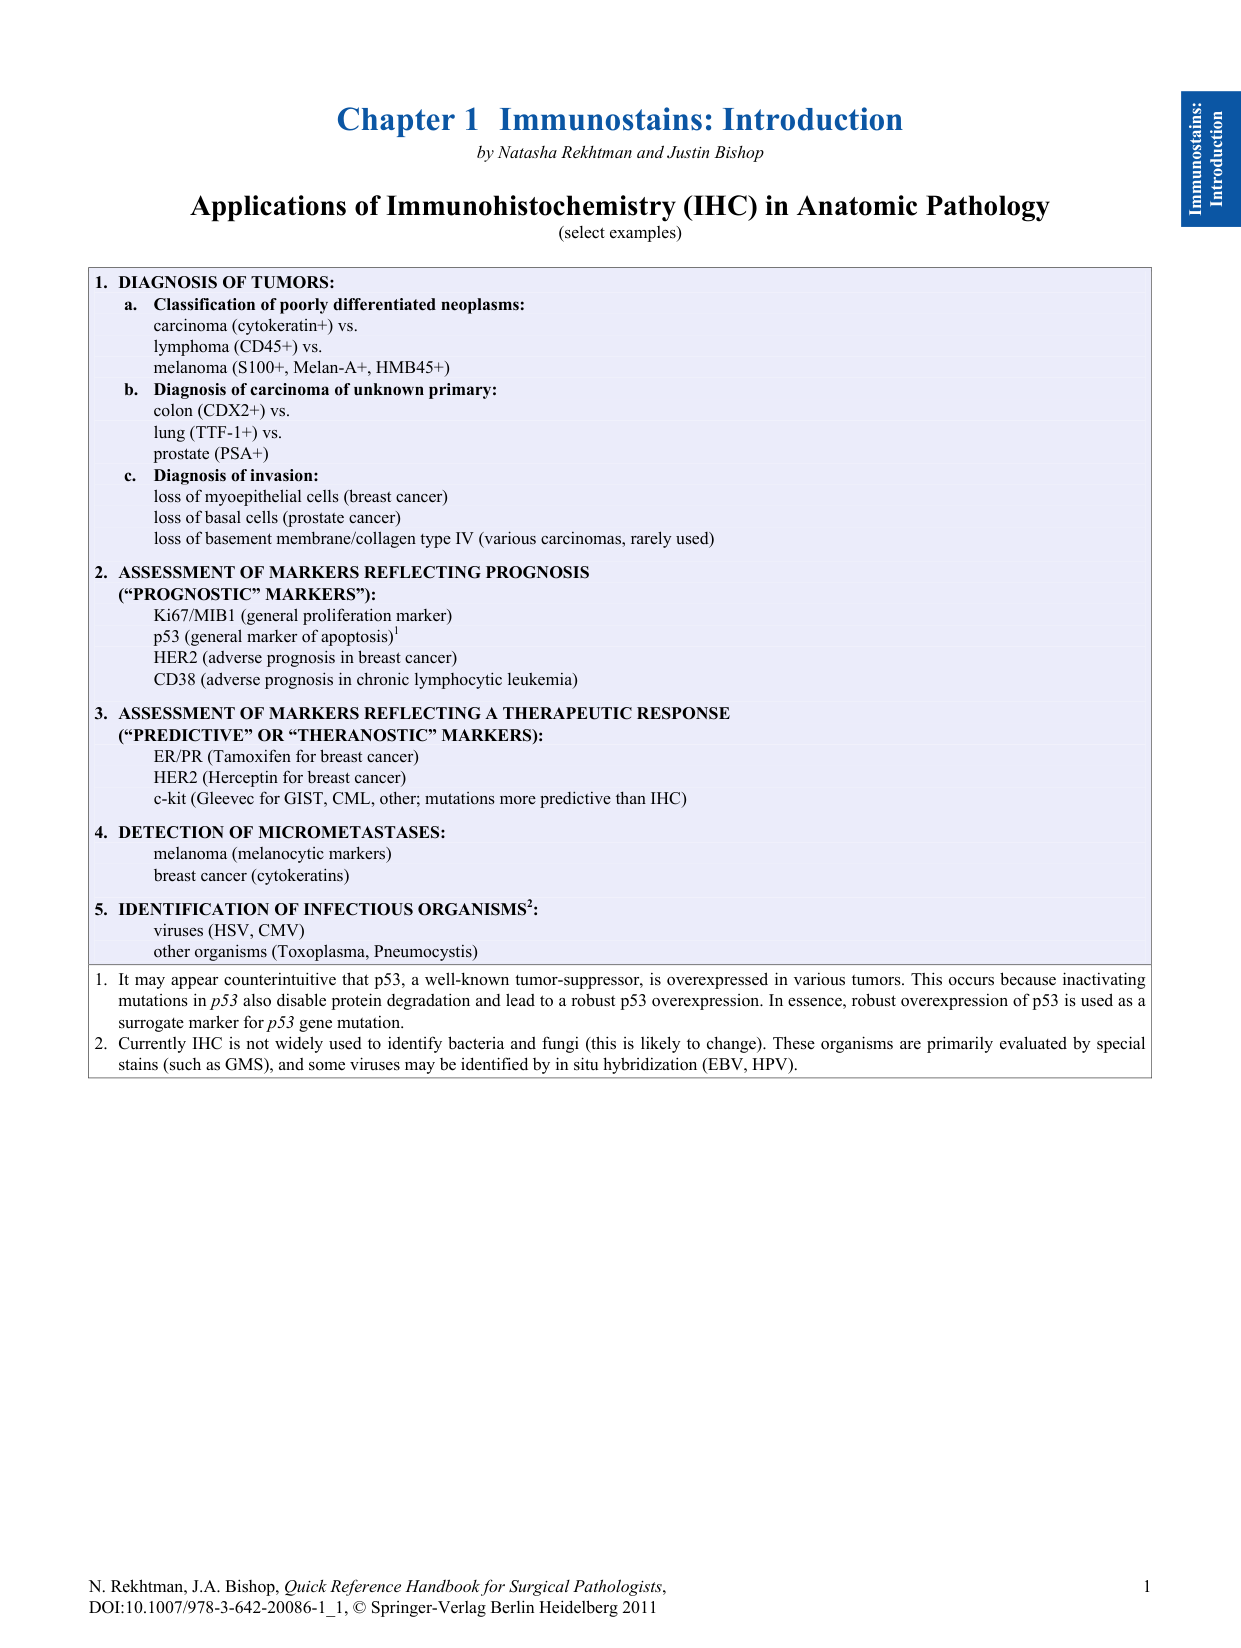 Chapter 1 Immunostains: Introduction
by Natasha Rekhtman and Justin Bishop
Immunostains:
Introduction
Applications of Immunohistochemistry (IHC) in Anatomic Pathology
(select examples)
1. DIAGNOSIS OF TUMORS:
a. Classification of poorly differentiated neoplasms:
carcinoma (cytokeratin+) vs.
lymphoma (CD45+) vs.
melanoma (S100+, Melan-A+, HMB45+)
b. Diagnosis of carcinoma of unknown primary:
colon (CDX2+) vs.
lung (TTF-1+) vs.
prostate (PSA+)
c. Diagnosis of invasion:
loss of myoepithelial cells (breast cancer)
loss of basal cells (prostate cancer)
loss of basement membrane/collagen type IV (various carcinomas, rarely used)
2. ASSESSMENT OF MARKERS REFLECTING PROGNOSIS
(“PROGNOSTIC” MARKERS”):
Ki67/MIB1 (general proliferation marker)
p53 (general marker of apoptosis)1
HER2 (adverse prognosis in breast cancer)
CD38 (adverse prognosis in chronic lymphocytic leukemia)
3. ASSESSMENT OF MARKERS REFLECTING A THERAPEUTIC RESPONSE
(“PREDICTIVE” OR “THERANOSTIC” MARKERS):
ER/PR (Tamoxifen for breast cancer)
HER2 (Herceptin for breast cancer)
c-kit (Gleevec for GIST, CML, other; mutations more predictive than IHC)
4. DETECTION OF MICROMETASTASES:
melanoma (melanocytic markers)
breast cancer (cytokeratins)
5. IDENTIFICATION OF INFECTIOUS ORGANISMS2:
viruses (HSV, CMV)
other organisms (Toxoplasma, Pneumocystis)
1. It may appear counterintuitive that p53, a well-known tumor-suppressor, is overexpressed in various tumors. This occurs because inactivating
mutations in p53 also disable protein degradation and lead to a robust p53 overexpression. In essence, robust overexpression of p53 is used as a
surrogate marker for p53 gene mutation.
2. Currently IHC is not widely used to identify bacteria and fungi (this is likely to change). These organisms are primarily evaluated by special
stains (such as GMS), and some viruses may be identified by in situ hybridization (EBV, HPV).
N. Rekhtman, J.A. Bishop, Quick Reference Handbook for Surgical Pathologists, 1
DOI:10.1007/978-3-642-20086-1_1, © Springer-Verlag Berlin Heidelberg 2011